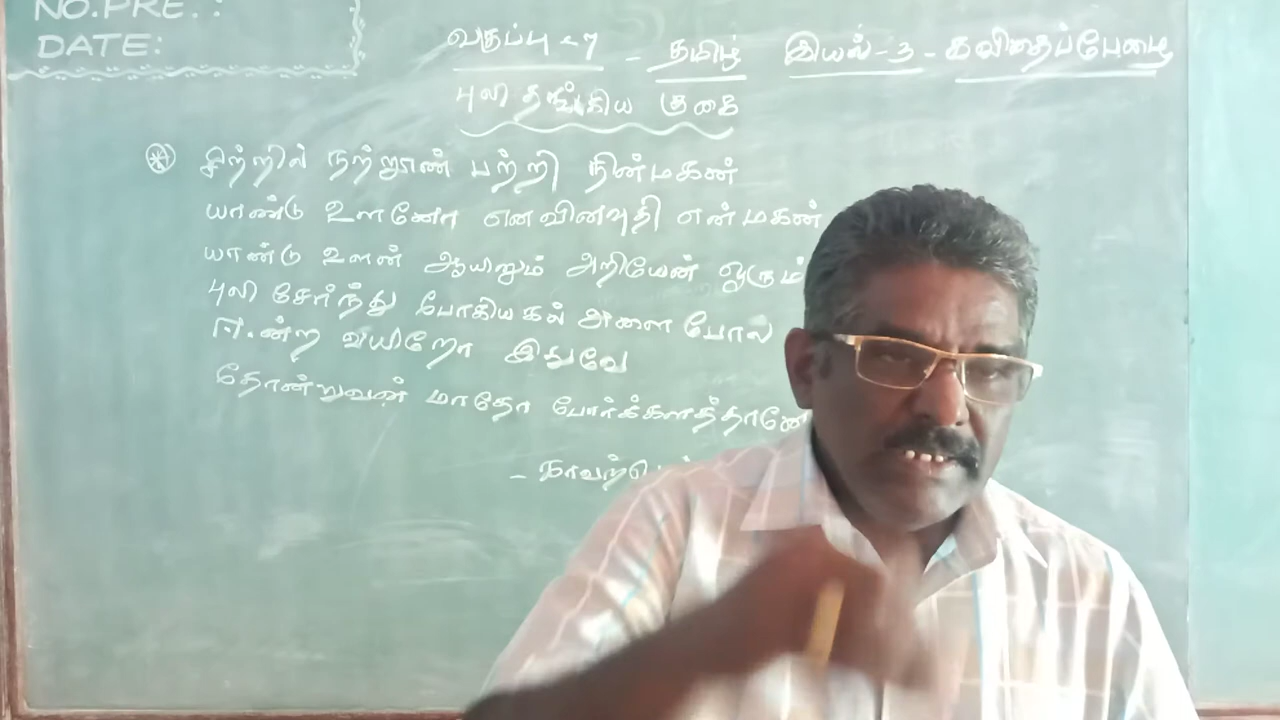 NO.PRE.:
DATE:
வகுப்பு - 7 - தமிழ் இயல் - 3 - கவிதைப்பேழை
புலி தங்கிய குகை
சிற்றில் நற்றூண் பற்றி நின்மகன்
யாண்டு உளனோ எனவினவுதி என்மகன்
யாண்டு உளன் ஆயினும் அறியேன் ஓரும்
புலி சேர்ந்து போகியகல் அளை போல
ஈன்ற வயிறோ இதுவே
தோன்றுவன் மாதோ போர்க்களத்தானே